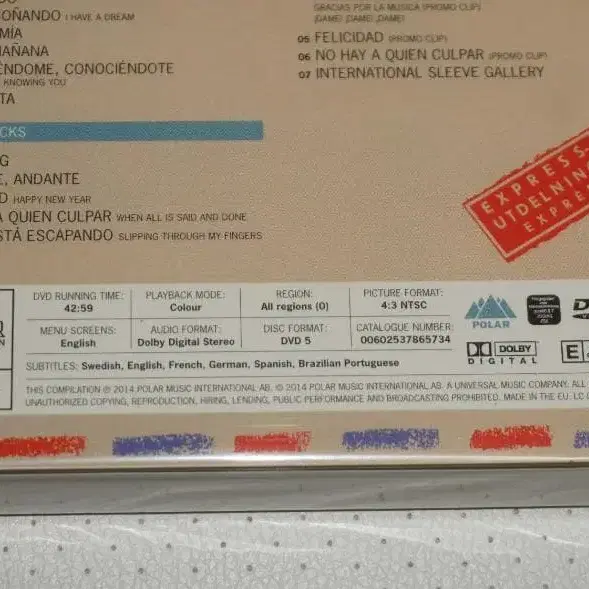 SOÑANDO I HAVE A DREAM
MÍA
MAÑANA
ÉNDOME, CONOCIÉNDOTE
KNOWING YOU
TA
CKS
G
E, ANDANTE
D HAPPY NEW YEAR
A QUIEN CULPAR WHEN ALL IS SAID AND DONE
STÁ ESCAPANDO SLIPPING THROUGH MY FINGERS
GRACIAS POR LA MÚSICA (PROMO CLIP)
¡DAME! ¡DAME! ¡DAME!
05 FELICIDAD (PROMO CLIP)
06 NO HAY A QUIEN CULPAR (PROMO CLIP)
07 INTERNATIONAL SLEEVE GALLERY
EXPRESS-
UTDELNING
EXPRE
DVD RUNNING TIME:
42:59
PLAYBACK MODE:
Colour
REGION:
All regions (0)
PICTURE FORMAT:
4:3 NTSC
MENU SCREENS:
English
AUDIO FORMAT:
Dolby Digital Stereo
DISC FORMAT:
DVD 5
CATALOGUE NUMBER:
00602537865734
SUBTITLES: Swedish, English, French, German, Spanish, Brazilian Portuguese
POLAR
DOLBY
DIGITAL
E
THIS COMPILATION ℗ 2014 POLAR MUSIC INTERNATIONAL AB. © 2014 POLAR MUSIC INTERNATIONAL AB. A UNIVERSAL MUSIC COMPANY. ALL
UNAUTHORIZED COPYING, REPRODUCTION, HIRING, LENDING, PUBLIC PERFORMANCE AND BROADCASTING PROHIBITED. MADE IN THE EU. LC